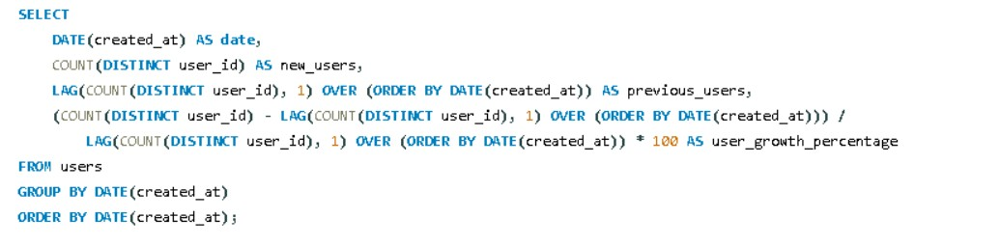 SELECT
    DATE(created_at) AS date,
    COUNT(DISTINCT user_id) AS new_users,
    LAG(COUNT(DISTINCT user_id), 1) OVER (ORDER BY DATE(created_at)) AS previous_users,
    (COUNT(DISTINCT user_id) - LAG(COUNT(DISTINCT user_id), 1) OVER (ORDER BY DATE(created_at))) /
        LAG(COUNT(DISTINCT user_id), 1) OVER (ORDER BY DATE(created_at)) * 100 AS user_growth_percentage
FROM users
GROUP BY DATE(created_at)
ORDER BY DATE(created_at);